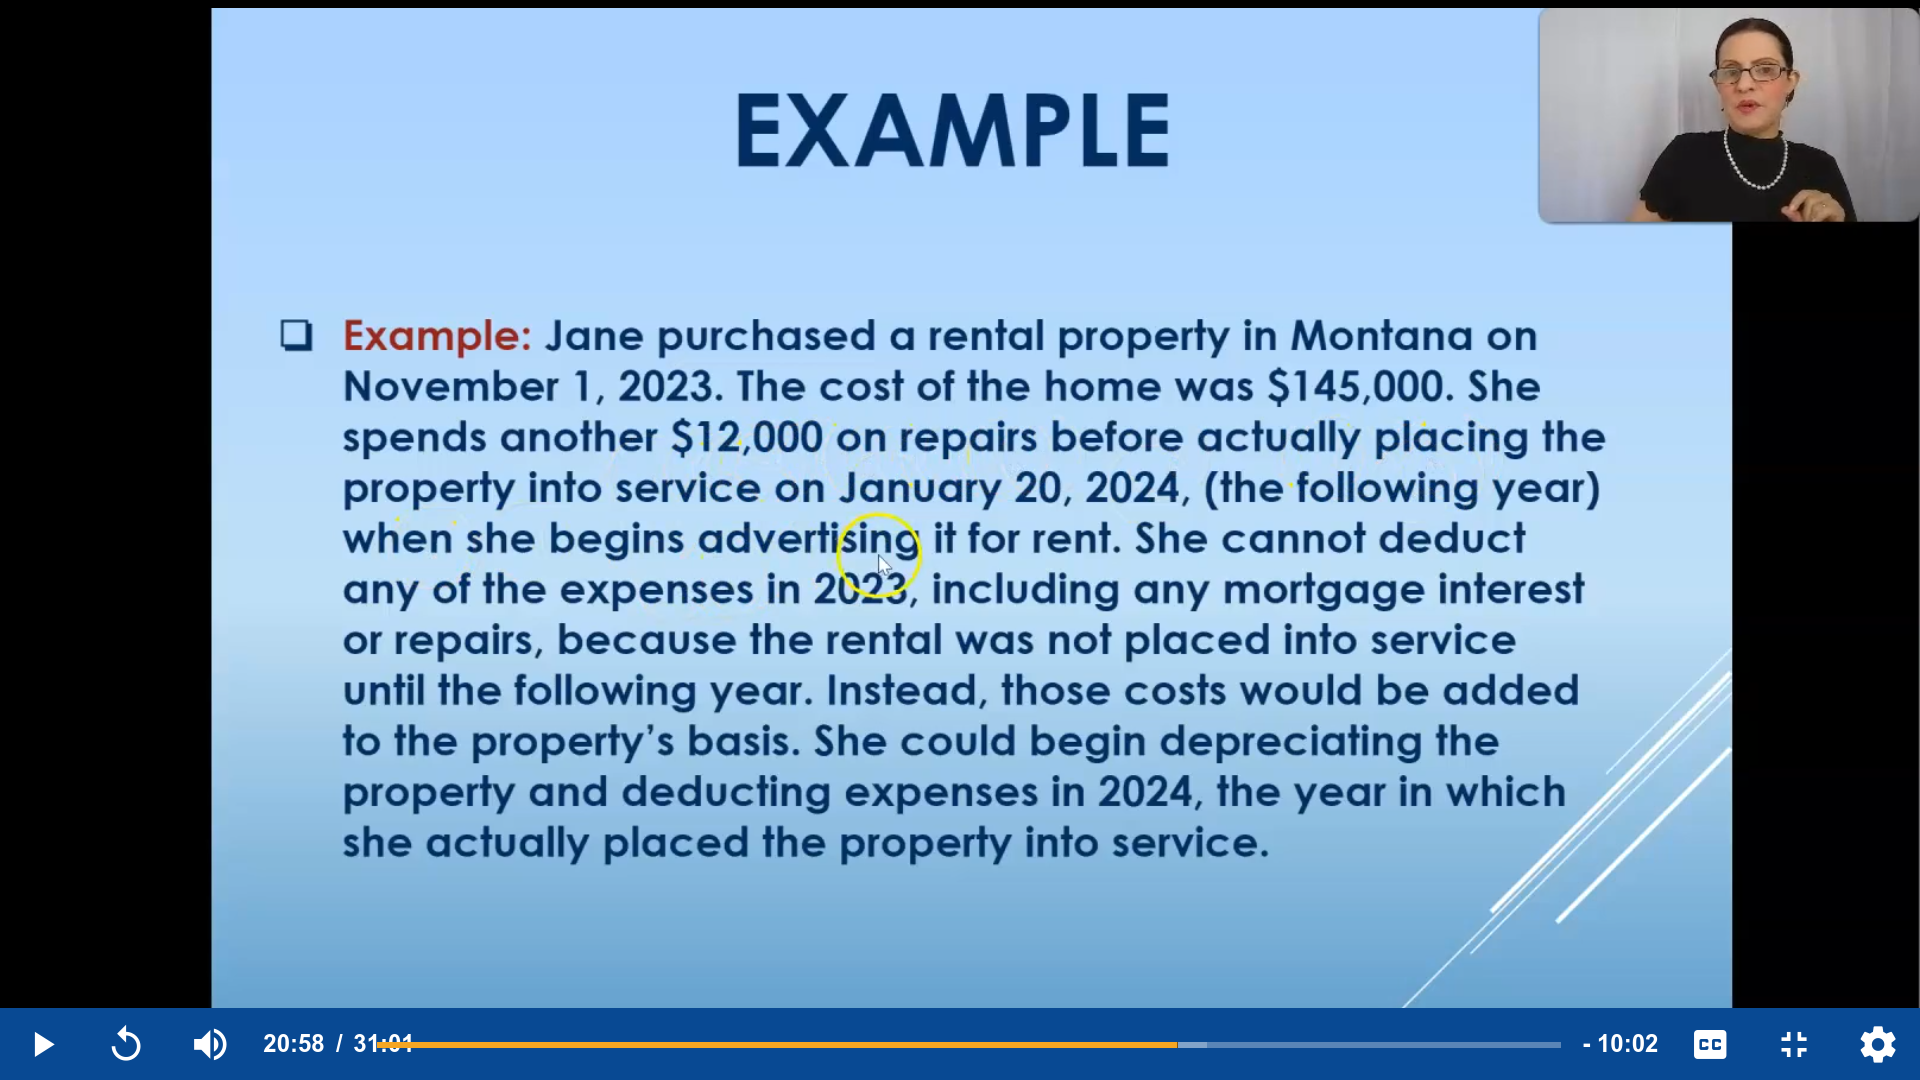 EXAMPLE
Example: Jane purchased a rental property in Montana on
November 1, 2023. The cost of the home was $145,000. She
spends another $12,000 on repairs before actually placing the
property into service on January 20, 2024, (the following year)
when she begins advertising it for rent. She cannot deduct
any of the expenses in 2023, including any mortgage interest
or repairs, because the rental was not placed into service
until the following year. Instead, those costs would be added
to the property’s basis. She could begin depreciating the
property and deducting expenses in 2024, the year in which
she actually placed the property into service.
20:58 / 31:01 - 10:02 CC